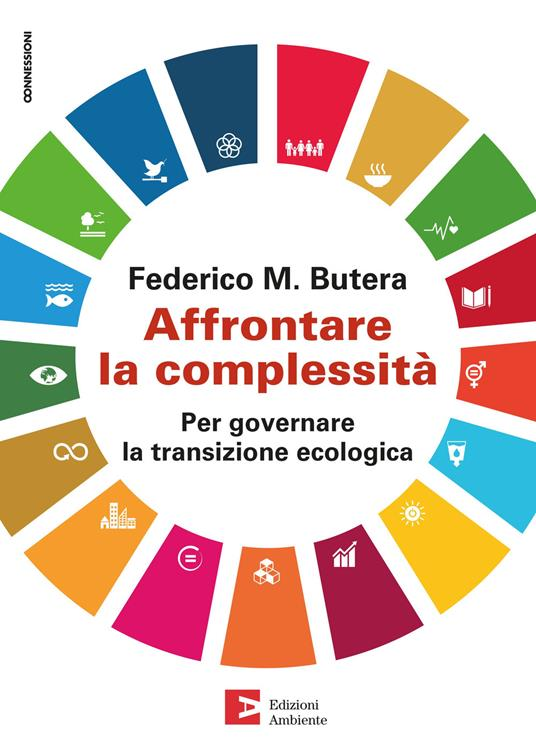 CONNESSIONI
Federico M. Butera
Affrontare
la complessità
Per governare
la transizione ecologica
Edizioni
Ambiente